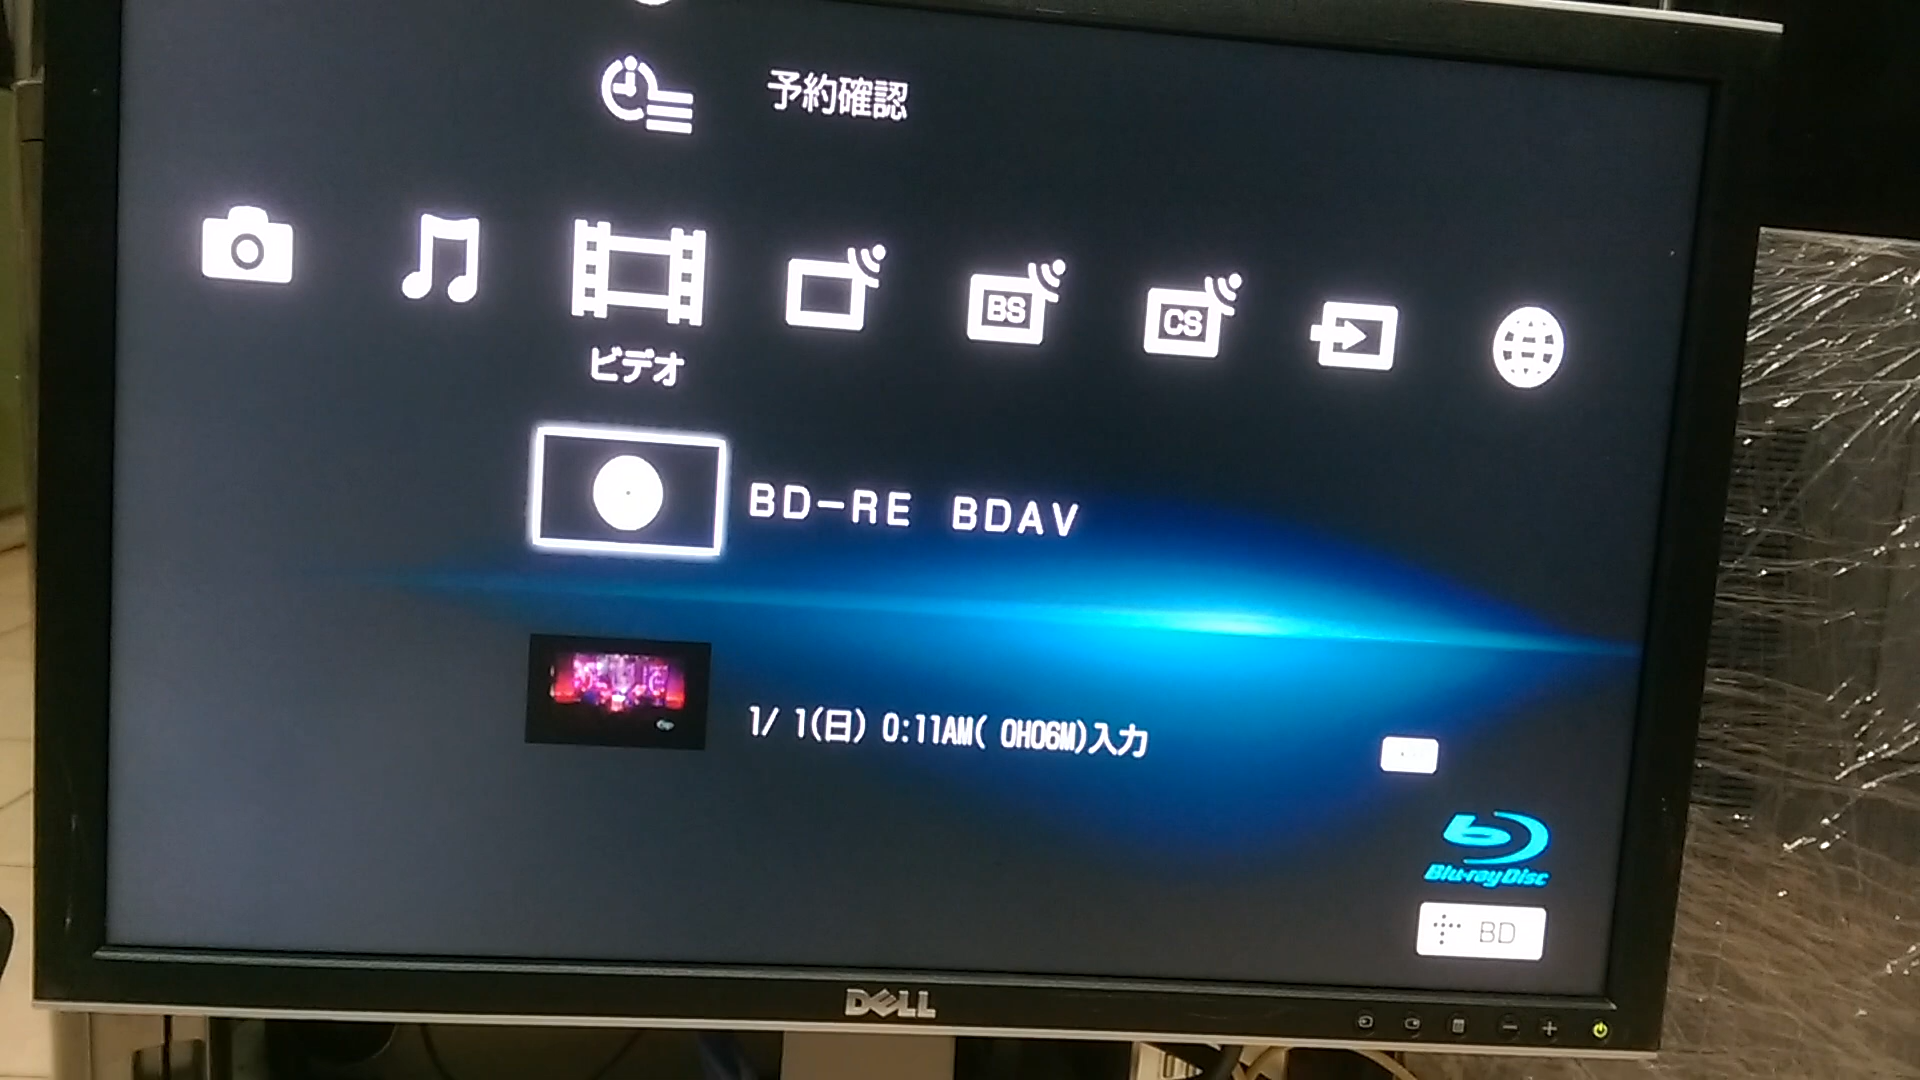 予約確認
BS
CS
ビデオ
BD-RE BDAV
1/ 1(日) 0:11AM( 0H06M)入力
Blu-ray Disc
BD
DELL